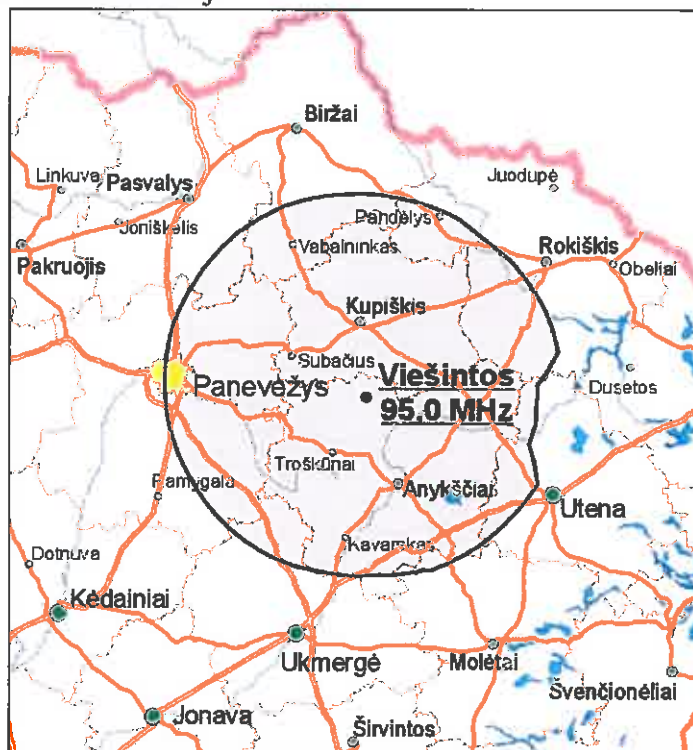 Biržai
Linkuva
Pasvalys
Juodupė
Joniškėlis
Pandėlys
Vabalninkas
Pakruojis
Rokiškis
Obeliai
Kupiškis
Subačius
Panevėžys
Viešintos
95.0 MHz
Dusetos
Troškūnai
Ramygala
Anykščiai
Utena
Kavarskas
Dotnuva
Kėdainiai
Ukmergė
Molėtai
Švenčionėliai
Jonava
Širvintos